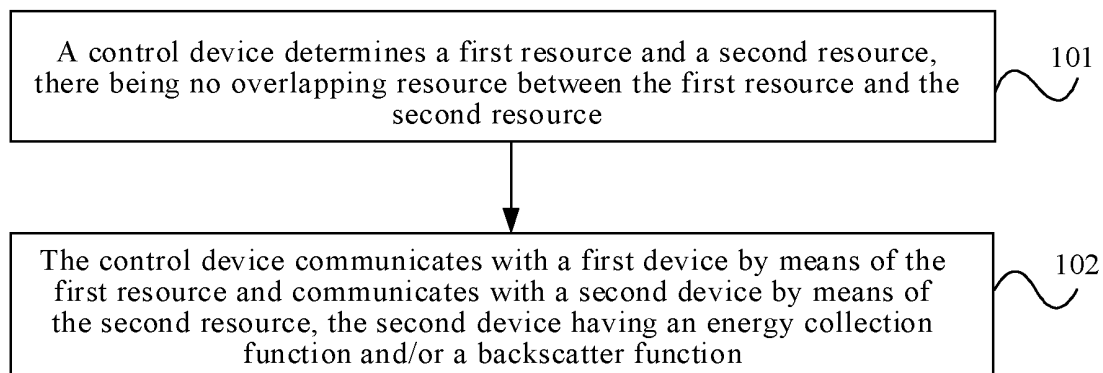 A control device determines a first resource and a second resource,
there being no overlapping resource between the first resource and the
second resource
101
The control device communicates with a first device by means of the
first resource and communicates with a second device by means of
the second resource, the second device having an energy collection
function and/or a backscatter function
102